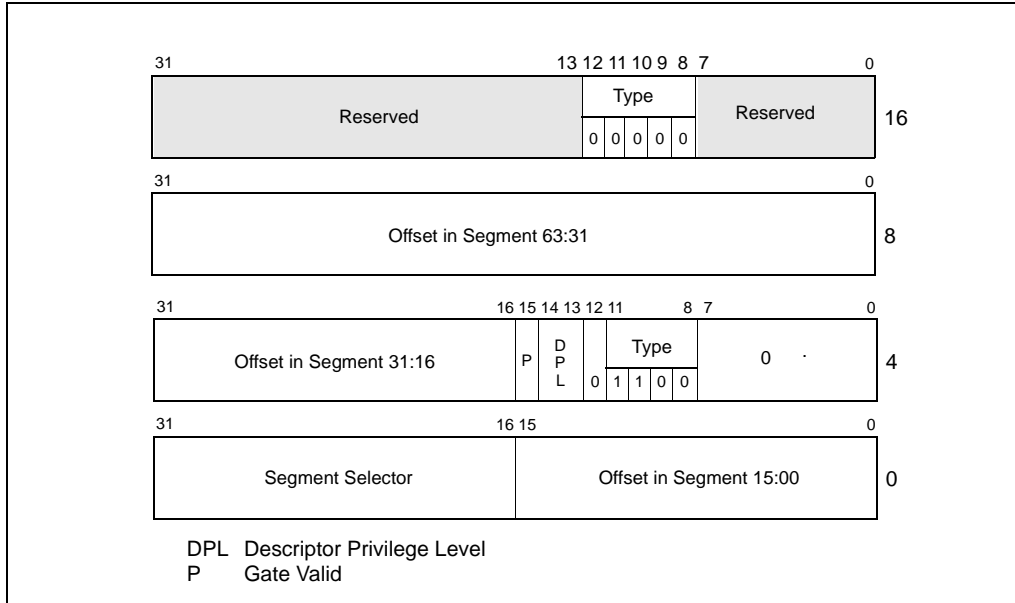 31 13 12 11 10 9 8 7 0
Type
Reserved Reserved 16
0 0 0 0 0
31 0
Offset in Segment 63:31 8
31 16 15 14 13 12 11 8 7 0
Offset in Segment 31:16 P DPL Type 0 . 4
0 1 1 0 0
31 16 15 0
Segment Selector Offset in Segment 15:00 0
DPL Descriptor Privilege Level
P Gate Valid